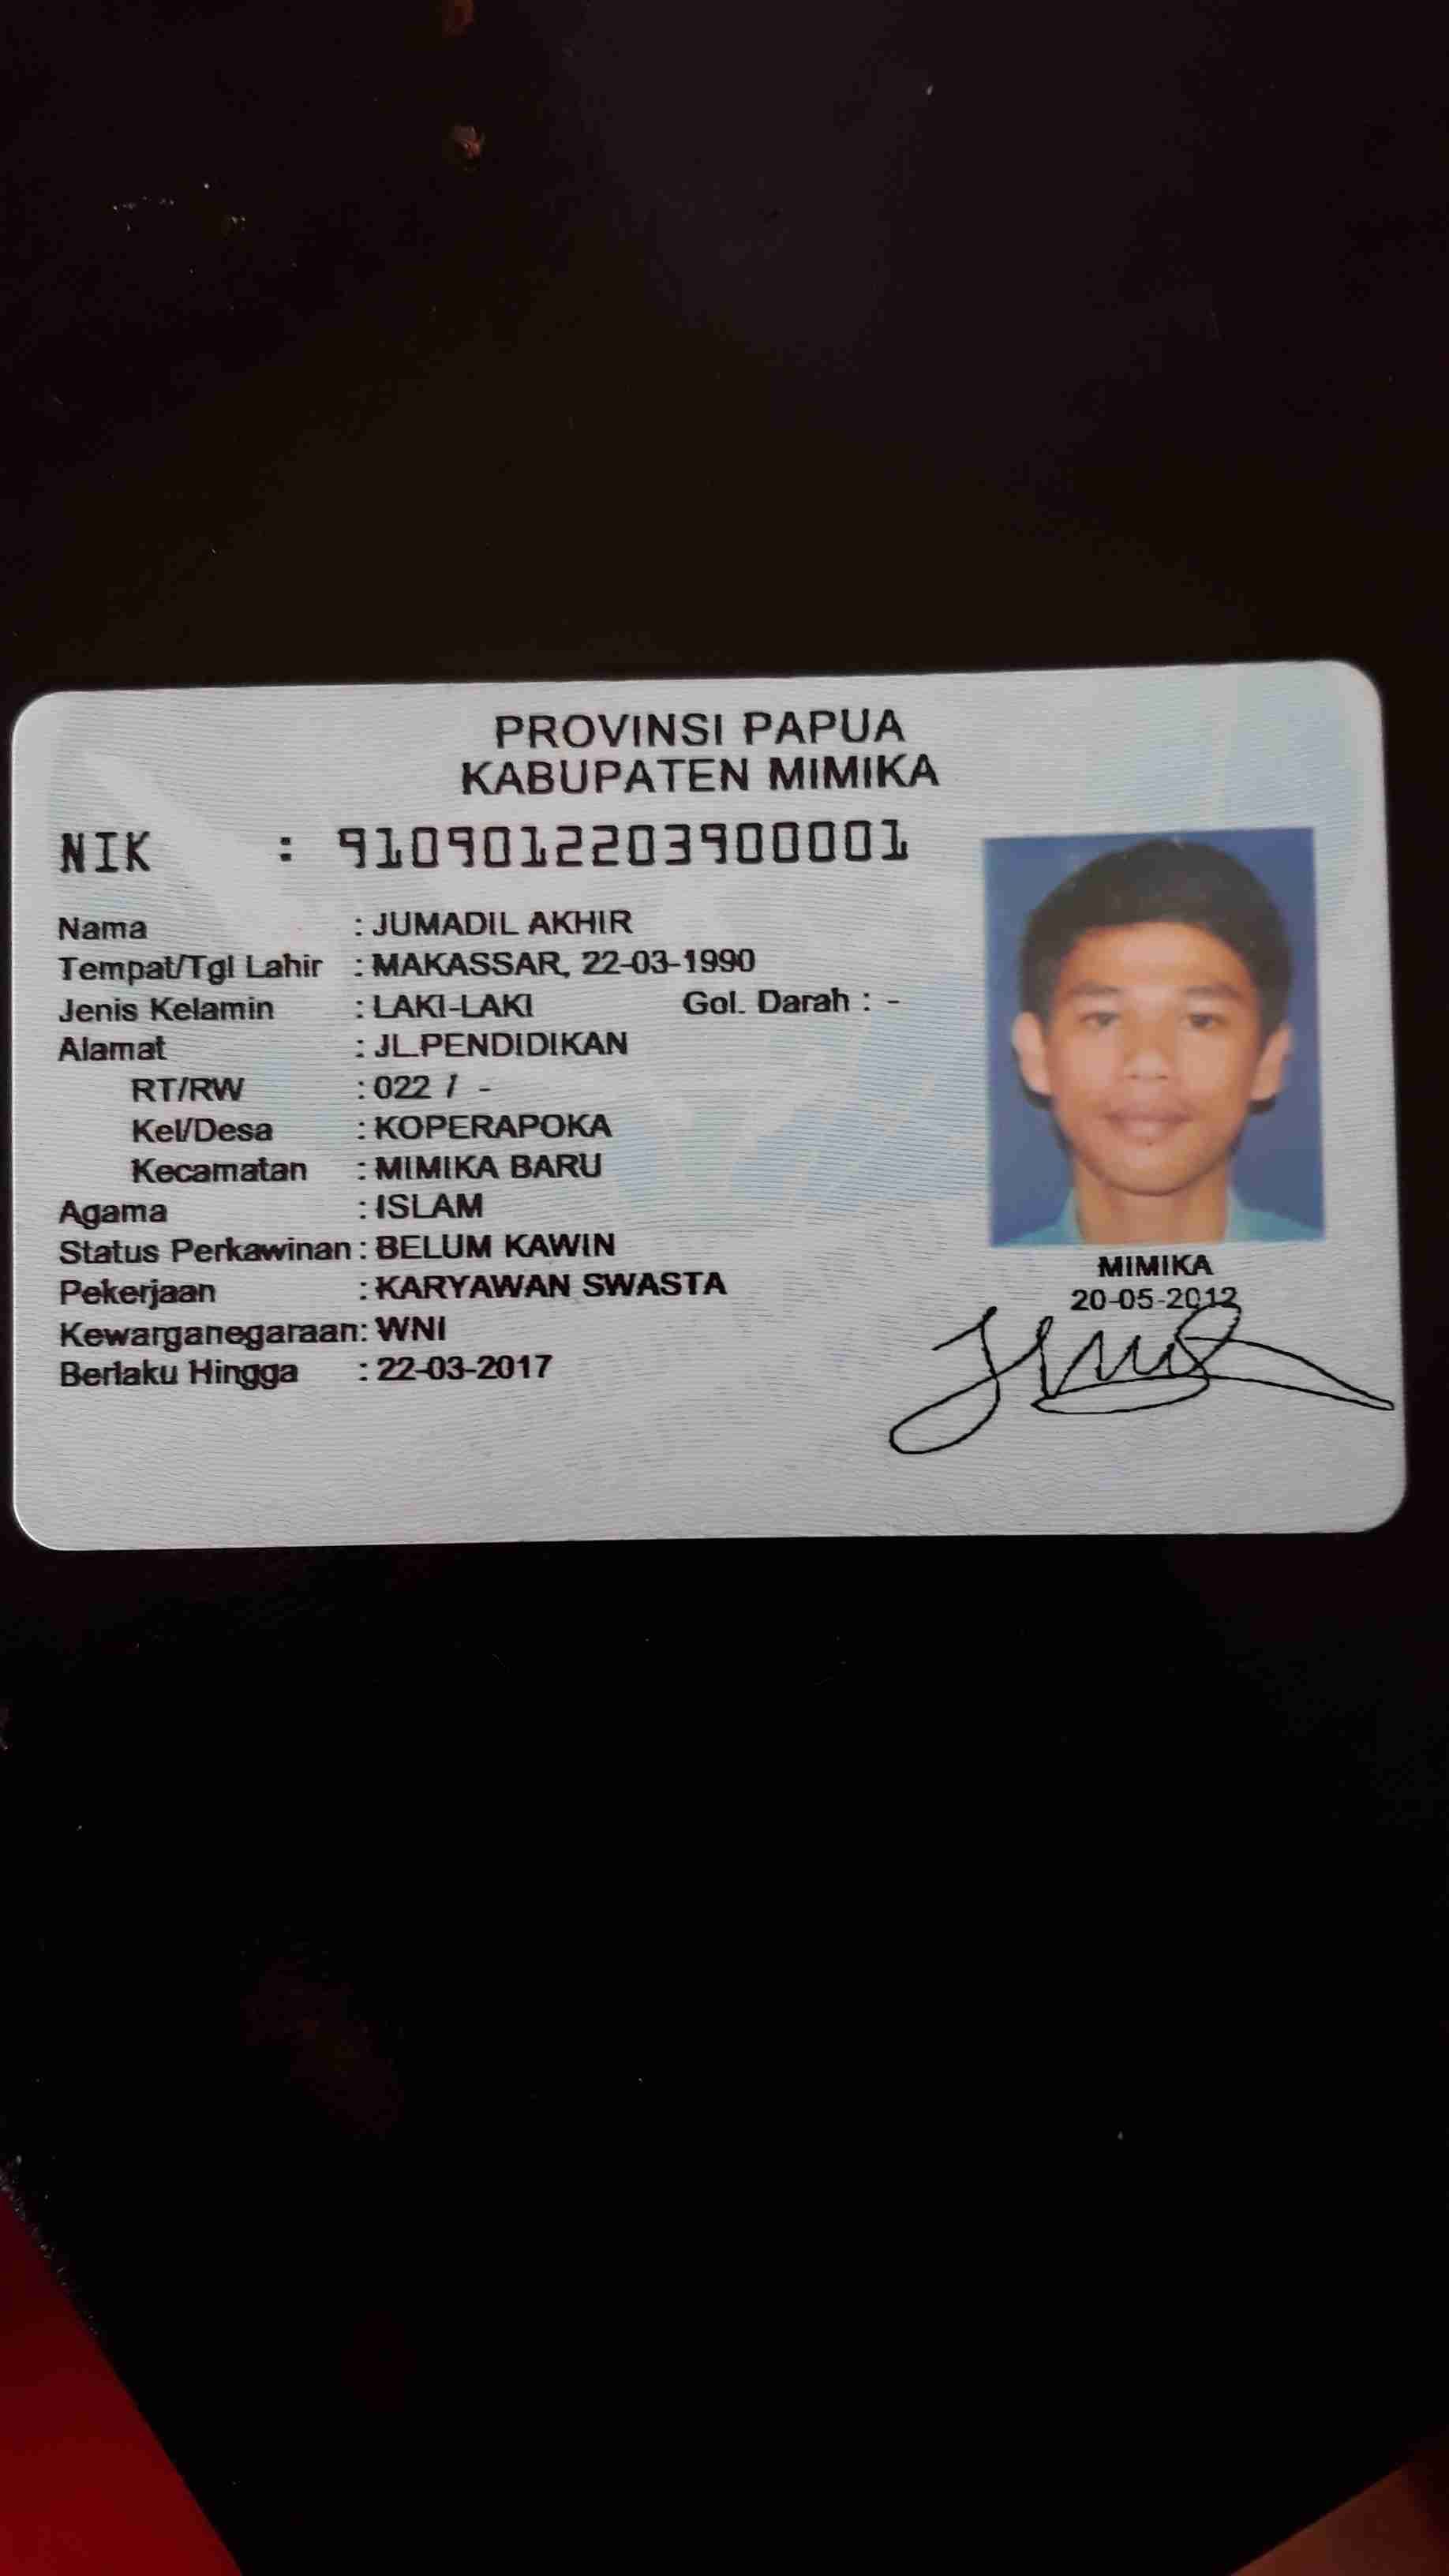 PROVINSI PAPUA
KABUPATEN MIMIKA
NIK : 9109012203900001
Nama : JUMADIL AKHIR
Tempat/Tgl Lahir : MAKASSAR, 22-03-1990
Jenis Kelamin : LAKI-LAKI Gol. Darah : -
Alamat : JL.PENDIDIKAN
RT/RW : 022 / -
Kel/Desa : KOPERAPOKA
Kecamatan : MIMIKA BARU
Agama : ISLAM
Status Perkawinan : BELUM KAWIN
Pekerjaan : KARYAWAN SWASTA
Kewarganegaraan : WNI
Berlaku Hingga : 22-03-2017
MIMIKA
20-05-2012